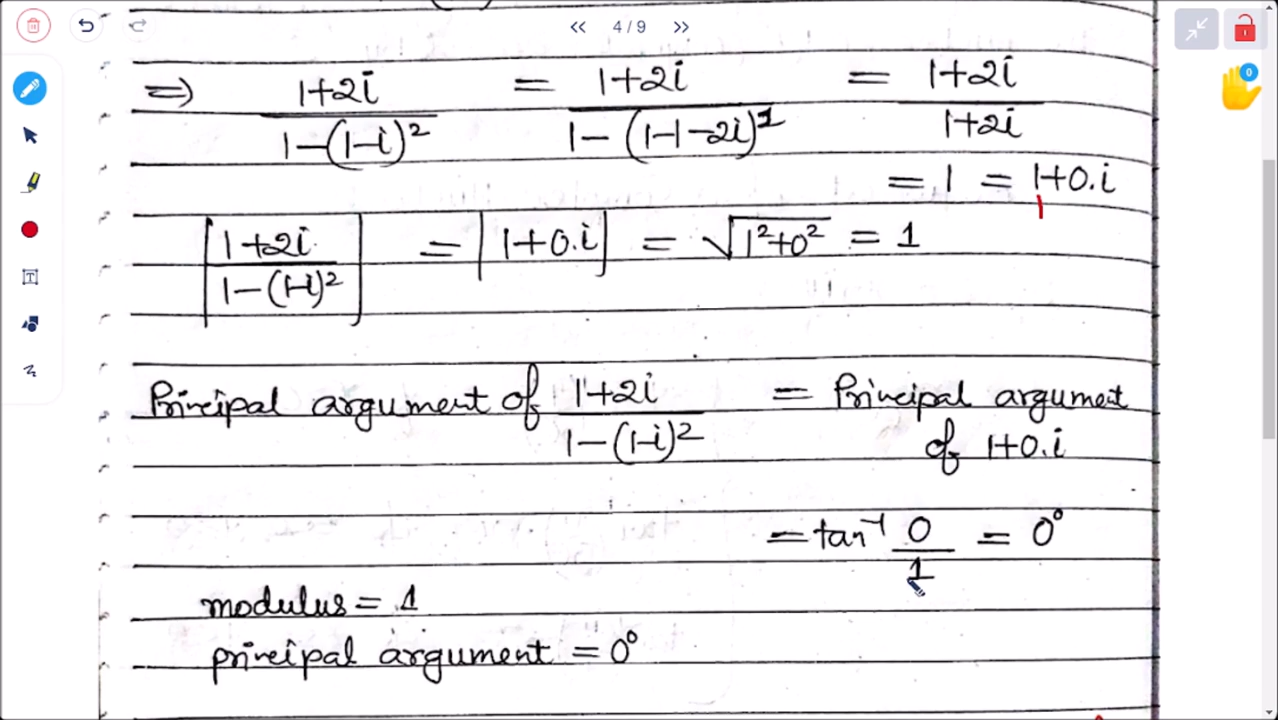 4 / 9
0
=> (1+2i)/(1-(1-i)²) = (1+2i)/(1-(1-1-2i)1) = (1+2i)/(1+2i)
= 1 = 1+0.i
|(1+2i)/(1-(1-i)²)| = |1+0.i| = √(1²+0²) = 1
Principal argument of (1+2i)/(1-(1-i)²) = Principal argument
of 1+0.i
= tan⁻¹ 0/1 = 0°
modulus = 1
principal argument = 0°